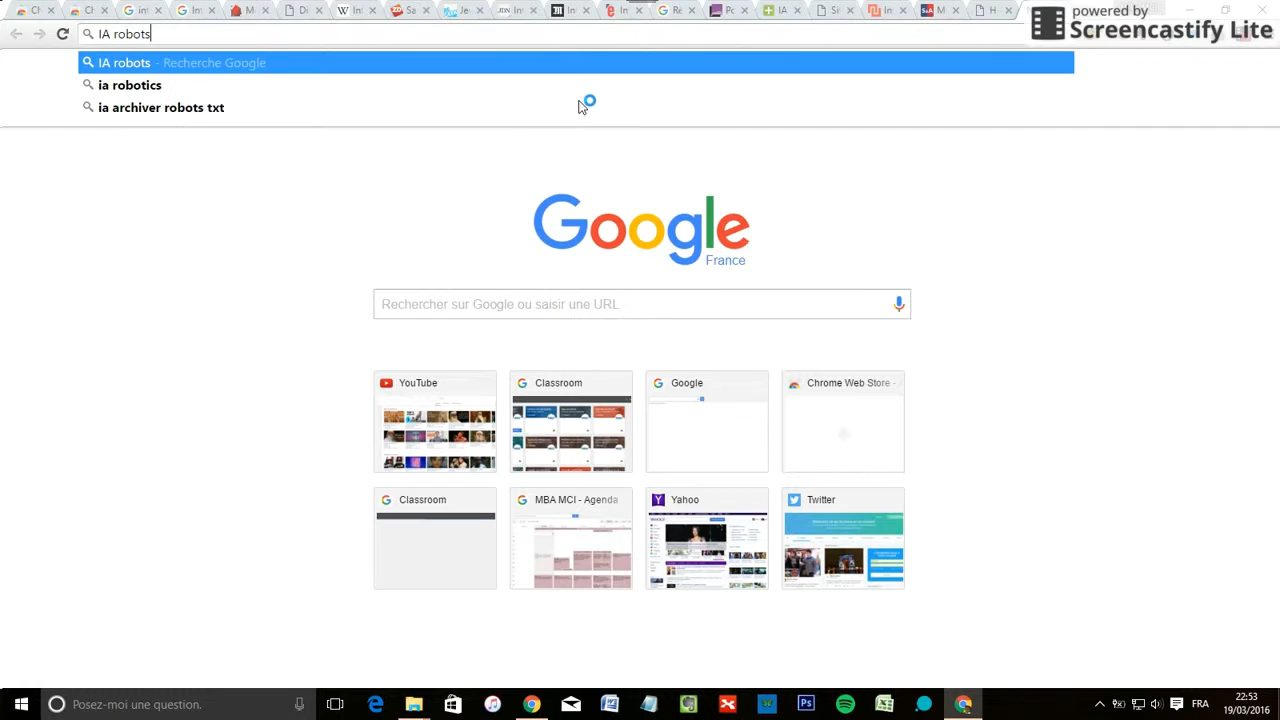 powered by
Screencastify Lite
IA robots
IA robots - Recherche Google
ia robotics
ia archiver robots txt
Google
France
Rechercher sur Google ou saisir une URL
YouTube
Classroom
Google
Chrome Web Store -
Classroom
MBA MCI - Agenda
Yahoo
Twitter
Posez-moi une question.
FRA
22:53
19/03/2016